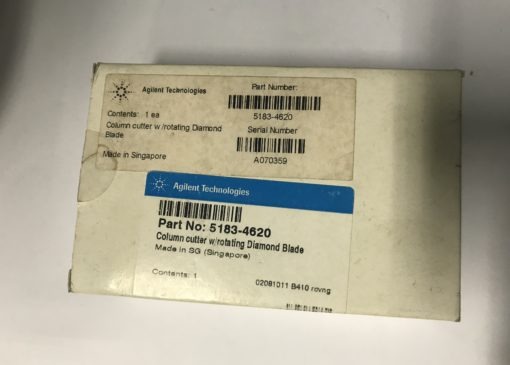 Agilent Technologies
Part Number:
5183-4620
Contents: 1 ea
Column cutter w/rotating Diamond
Blade
Serial Number
A070359
Made in Singapore
Agilent Technologies
Part No: 5183-4620
Column cutter w/rotating Diamond Blade
Made in SG (Singapore)
Contents: 1
02081011 B410 rovng